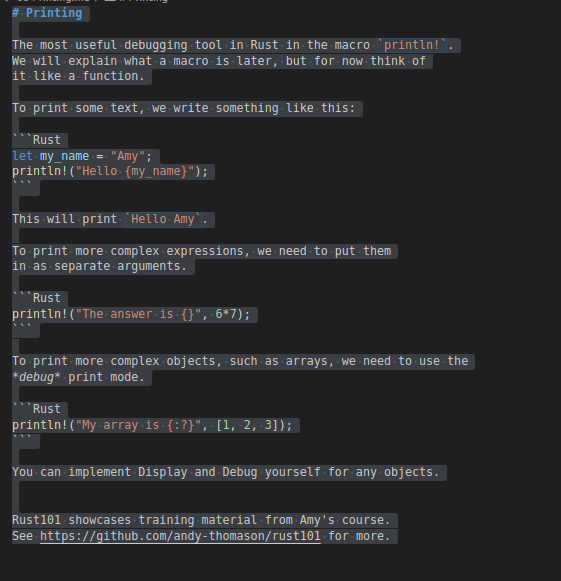 # Printing
The most useful debugging tool in Rust in the macro `println!`.
We will explain what a macro is later, but for now think of
it like a function.
To print some text, we write something like this:
```Rust
let my_name = "Amy";
println!("Hello {my_name}");
```
This will print `Hello Amy`.
To print more complex expressions, we need to put them
in as separate arguments.
```Rust
println!("The answer is {}", 6*7);
```
To print more complex objects, such as arrays, we need to use the
*debug* print mode.
```Rust
println!("My array is {:?}", [1, 2, 3]);
```
You can implement Display and Debug yourself for any objects.
Rust101 showcases training material from Amy's course.
See https://github.com/andy-thomason/rust101 for more.